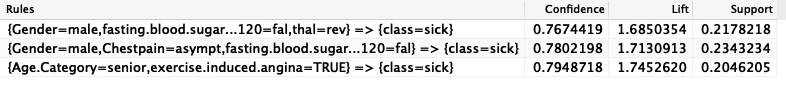 Rules Confidence Lift Support
{Gender=male,fasting.blood.sugar...120=fal,thal=rev} => {class=sick} 0.7674419 1.6850354 0.2178218
{Gender=male,Chestpain=asympt,fasting.blood.sugar...120=fal} => {class=sick} 0.7802198 1.7130913 0.2343234
{Age.Category=senior,exercise.induced.angina=TRUE} => {class=sick} 0.7948718 1.7452620 0.2046205